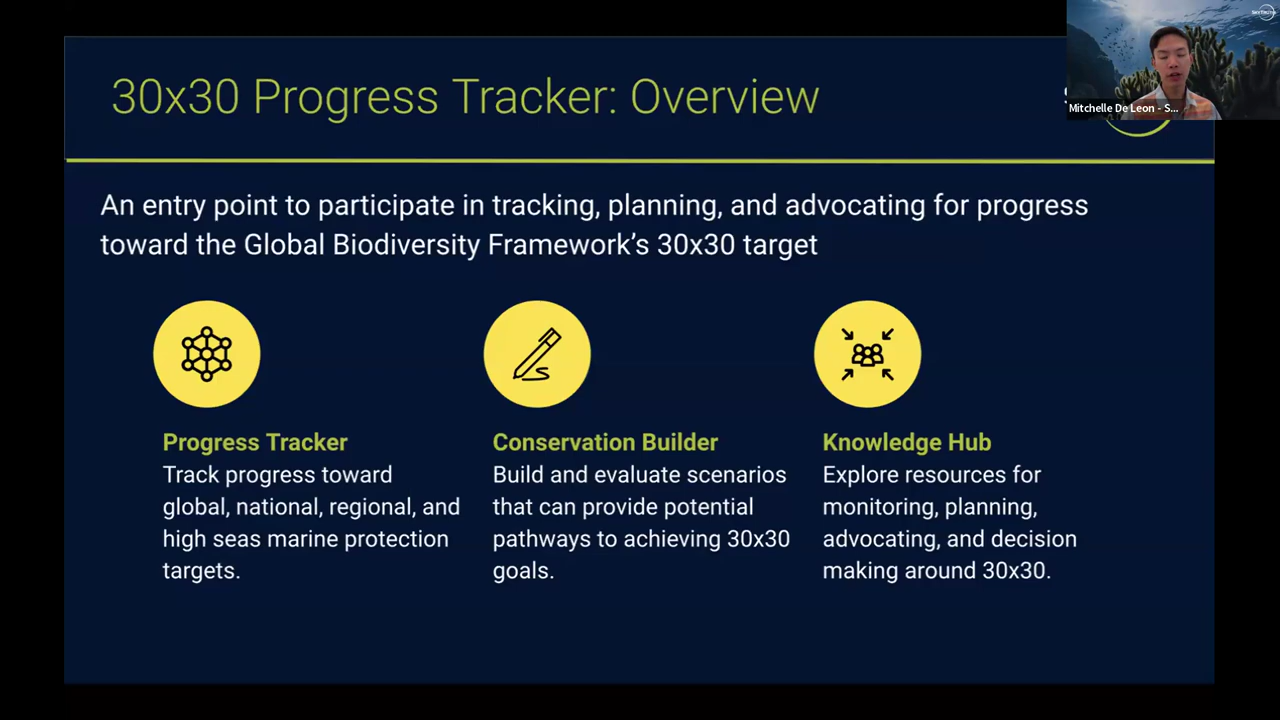 30x30 Progress Tracker: Overview
Mitchelle De Leon - S...
An entry point to participate in tracking, planning, and advocating for progress
toward the Global Biodiversity Framework’s 30x30 target
Progress Tracker
Track progress toward
global, national, regional, and
high seas marine protection
targets.
Conservation Builder
Build and evaluate scenarios
that can provide potential
pathways to achieving 30x30
goals.
Knowledge Hub
Explore resources for
monitoring, planning,
advocating, and decision
making around 30x30.